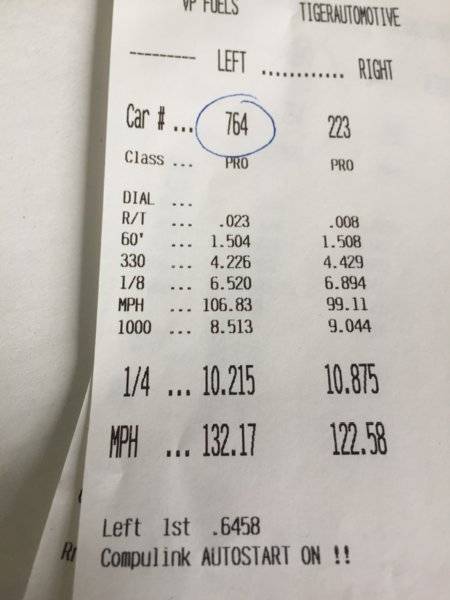 VP FUELS TIGERAUTOMOTIVE
--------- LEFT ............ RIGHT
Car # ... 764 223
Class ... PRO PRO
DIAL ...
R/T ... .023 .008
60' ... 1.504 1.508
330 ... 4.226 4.429
1/8 ... 6.520 6.894
MPH ... 106.83 99.11
1000 ... 8.513 9.044
1/4 ... 10.215 10.875
MPH ... 132.17 122.58
Left 1st .6458
Compulink AUTOSTART ON !!